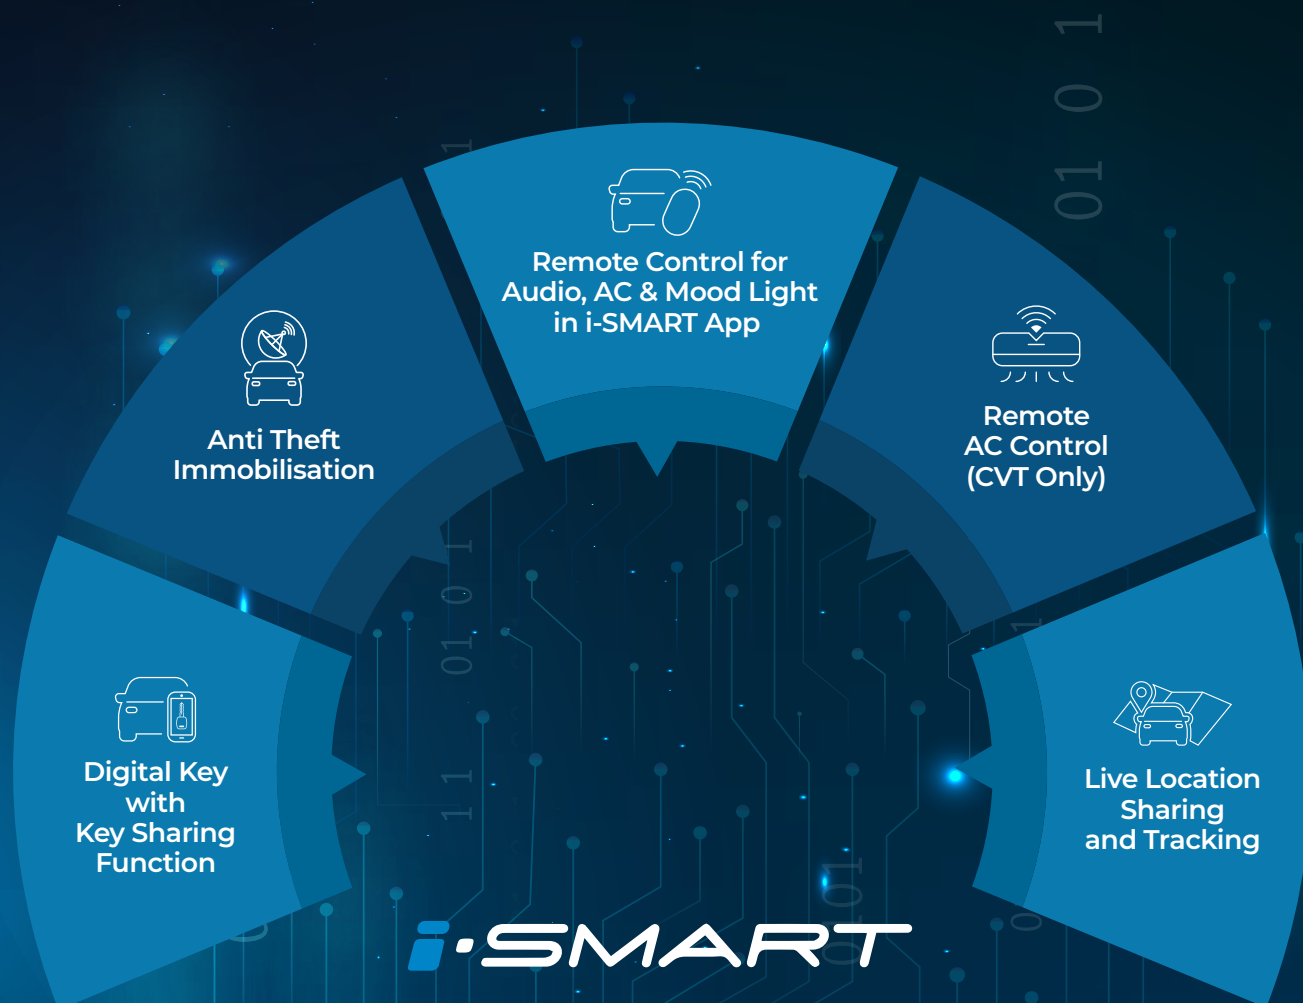 Remote Control for
Audio, AC & Mood Light
in i-SMART App
Anti Theft
Immobilisation
Remote
AC Control
(CVT Only)
Digital Key
with
Key Sharing
Function
Live Location
Sharing
and Tracking
i-SMART